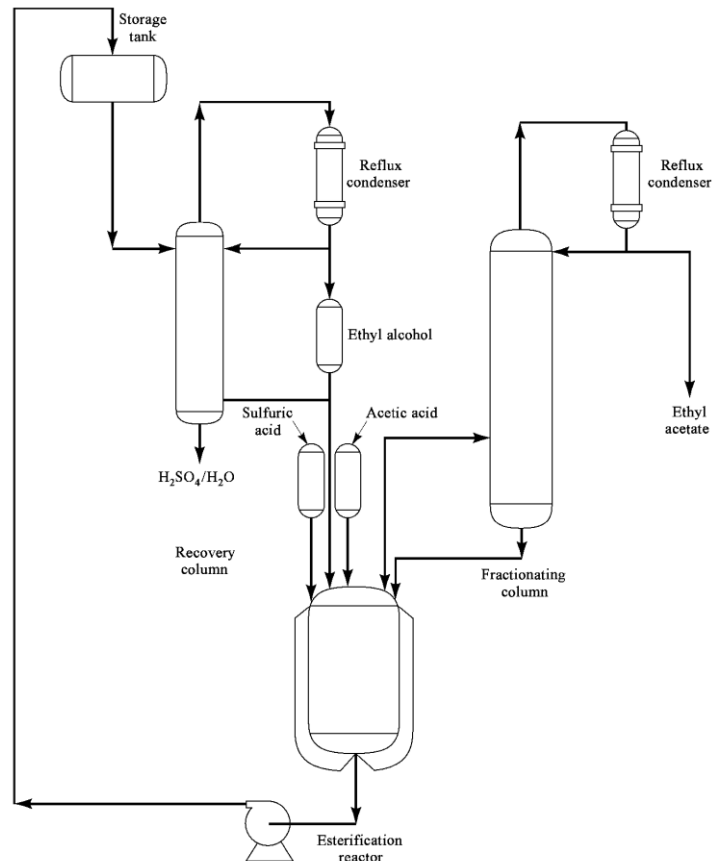 Storage
tank
Reflux
condenser
Reflux
condenser
Ethyl alcohol
Sulfuric
acid
Acetic acid
Ethyl
acetate
H₂SO₄/H₂O
Recovery
column
Fractionating
column
Esterification
reactor